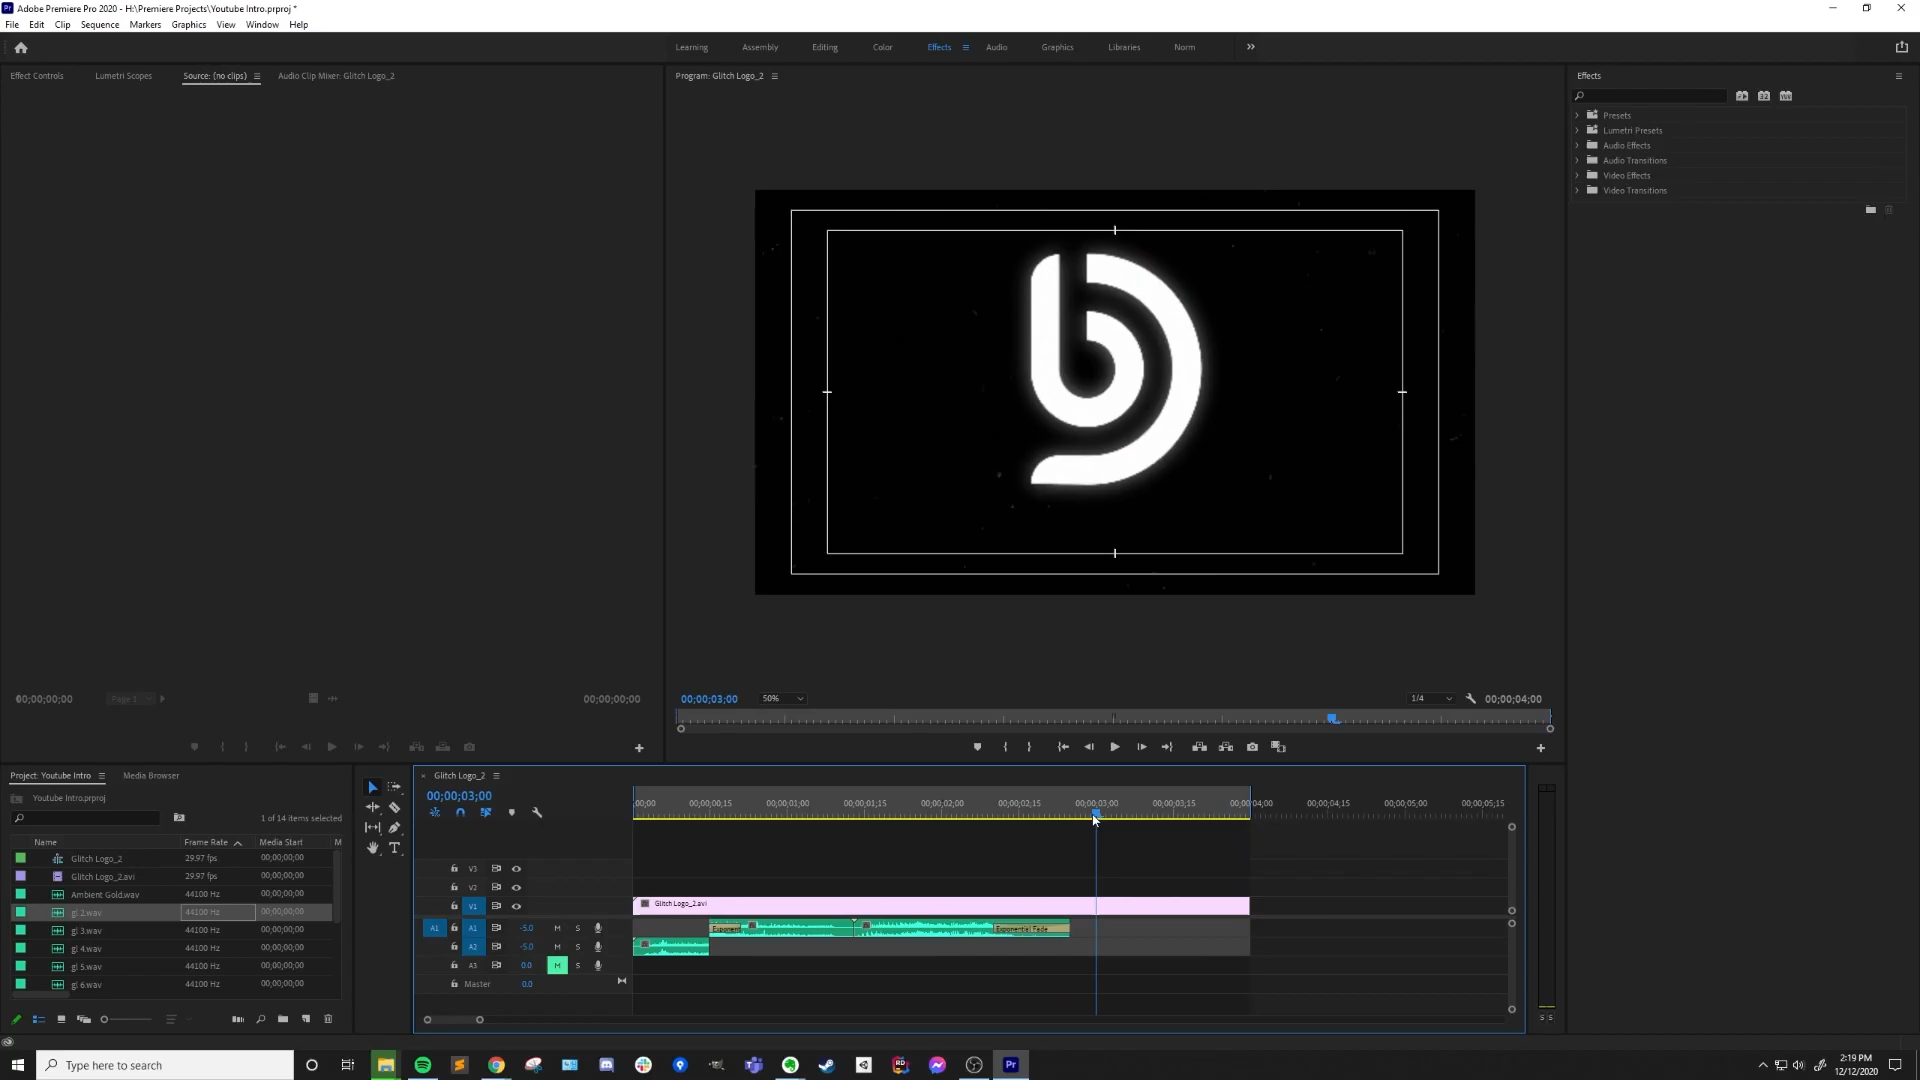 Adobe Premiere Pro 2020 - H:\Premiere Projects\Youtube Intro.prproj *
File Edit Clip Sequence Markers Graphics View Window Help
Learning Assembly Editing Color Effects Audio Graphics Libraries Norm
Effect Controls Lumetri Scopes Source: (no clips) Audio Clip Mixer: Glitch Logo_2
Program: Glitch Logo_2
Effects
Presets
Lumetri Presets
Audio Effects
Audio Transitions
Video Effects
Video Transitions
00;00;00;00 Page 1 00;00;00;00
00;00;03;00 50% 1/4 00;00;04;00
Project: Youtube Intro Media Browser
Youtube Intro.prproj
1 of 14 items selected
Name Frame Rate Media Start M
Glitch Logo_2 29.97 fps 00;00;00;00
Glitch Logo_2.avi 29.97 fps 00;00;00;00
Ambient Gold.wav 44100 Hz 00;00;00;00
gl 2.wav 44100 Hz 00;00;00;00
gl 3.wav 44100 Hz 00;00;00;00
gl 4.wav 44100 Hz 00;00;00;00
gl 5.wav 44100 Hz 00;00;00;00
gl 6.wav 44100 Hz 00;00;00;00
× Glitch Logo_2
00;00;03;00
;00;00 00;00;00;15 00;00;01;00 00;00;01;15 00;00;02;00 00;00;02;15 00;00;03;00 00;00;03;15 00;00;04;00 00;00;04;15 00;00;05;00 00;00;05;15
V3
V2
V1 Glitch Logo_2.avi
A1 A1 -5.0 M S Exponent Exponential Fade
A2 -5.0 M S
A3 0.0 M S
Master 0.0
S S
Type here to search
2:19 PM
12/12/2020